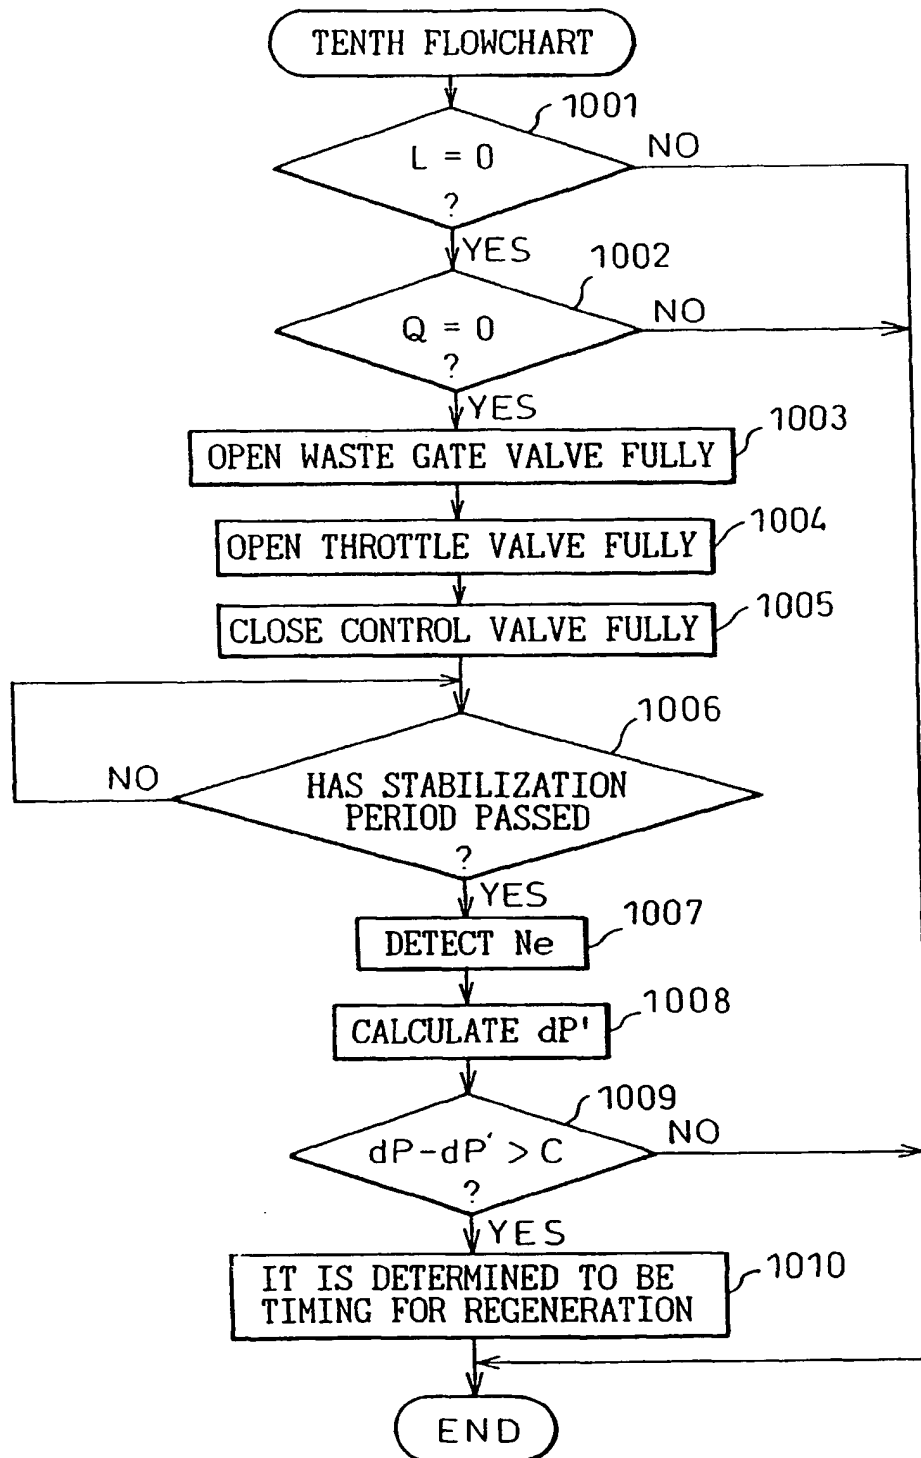 TENTH FLOWCHART
1001
L = 0
?
NO
YES
1002
Q = 0
?
NO
YES
1003
OPEN WASTE GATE VALVE FULLY
1004
OPEN THROTTLE VALVE FULLY
1005
CLOSE CONTROL VALVE FULLY
1006
HAS STABILIZATION
PERIOD PASSED
?
NO
YES
1007
DETECT Ne
1008
CALCULATE dP'
1009
dP-dP' > C
?
NO
YES
1010
IT IS DETERMINED TO BE
TIMING FOR REGENERATION
END